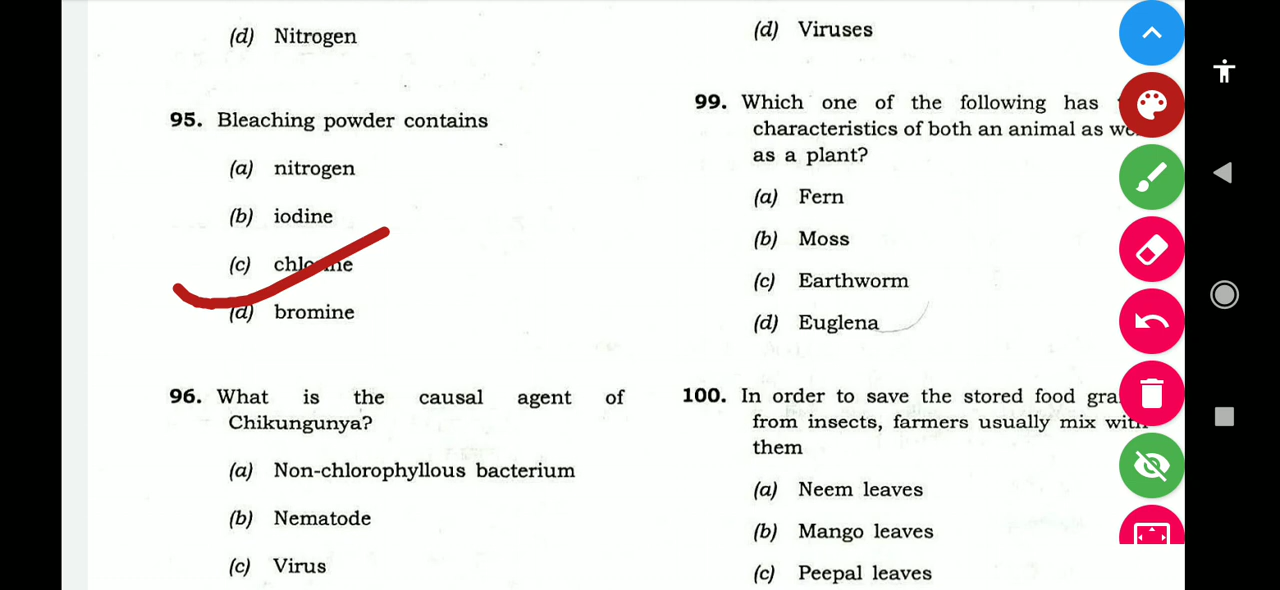 (d) Nitrogen
95. Bleaching powder contains
(a) nitrogen
(b) iodine
(c) chlorine
(d) bromine
96. What is the causal agent of
Chikungunya?
(a) Non-chlorophyllous bacterium
(b) Nematode
(c) Virus
(d) Viruses
99. Which one of the following has
characteristics of both an animal as
as a plant?
(a) Fern
(b) Moss
(c) Earthworm
(d) Euglena
100. In order to save the stored food
from insects, farmers usually mix with
them
(a) Neem leaves
(b) Mango leaves
(c) Peepal leaves